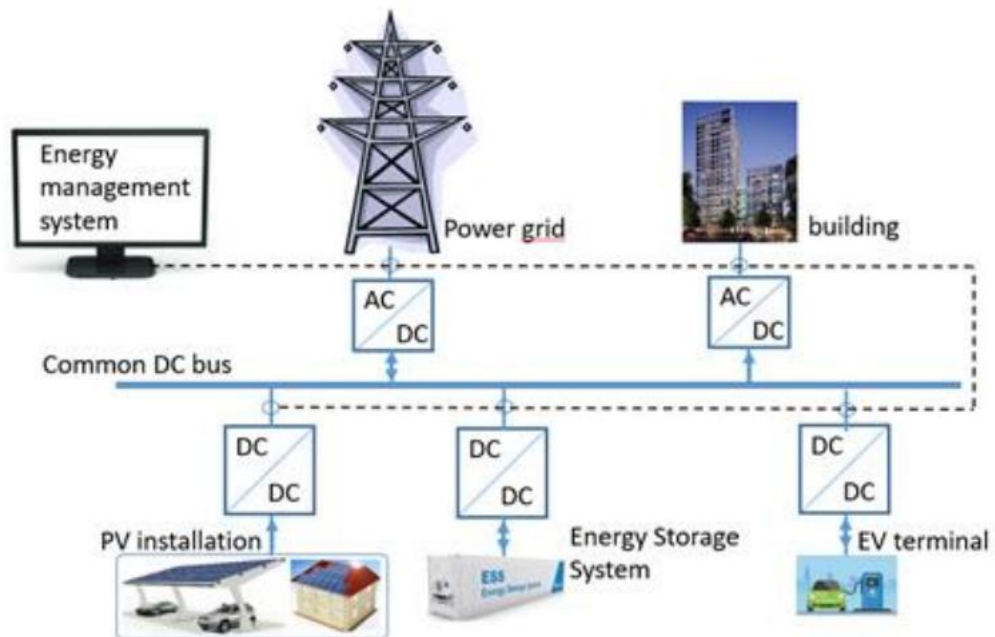 Energy
management
system
Power grid
building
AC
DC
AC
DC
Common DC bus
DC
DC
DC
DC
DC
DC
PV installation
Energy Storage
System
EV terminal
ESS